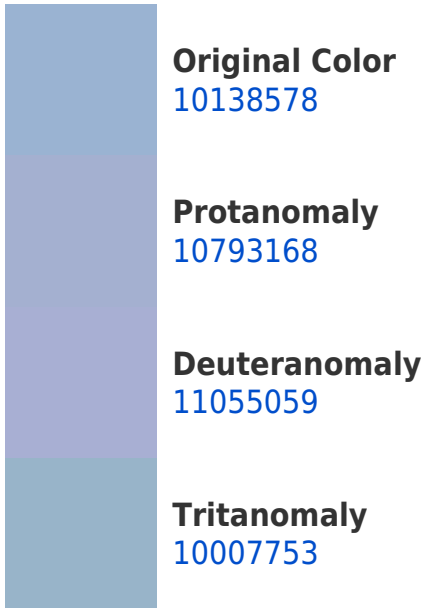 Original Color
10138578
Protanomaly
10793168
Deuteranomaly
11055059
Tritanomaly
10007753